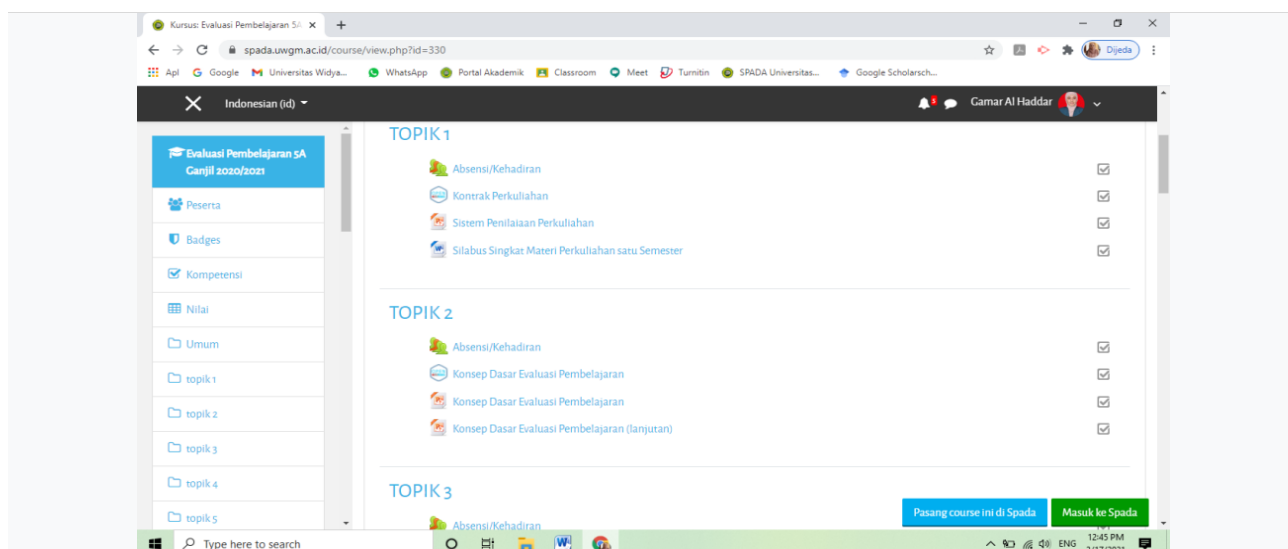 Kursus: Evaluasi Pembelajaran 5A
spada.uwgm.ac.id/course/view.php?id=330
Dijeda
Apl Google Universitas Widya... WhatsApp Portal Akademik Classroom Meet Turnitin SPADA Universitas... Google Scholarsch...
Indonesian (id)
Gamar Al Haddar
Evaluasi Pembelajaran 5A
Ganjil 2020/2021
Peserta
Badges
Kompetensi
Nilai
Umum
topik 1
topik 2
topik 3
topik 4
topik 5
TOPIK 1
Absensi/Kehadiran
Kontrak Perkuliahan
Sistem Penilaian Perkuliahan
Silabus Singkat Materi Perkuliahan satu Semester
TOPIK 2
Absensi/Kehadiran
Konsep Dasar Evaluasi Pembelajaran
Konsep Dasar Evaluasi Pembelajaran
Konsep Dasar Evaluasi Pembelajaran (lanjutan)
TOPIK 3
Absensi/Kehadiran
Pasang course ini di Spada
Masuk ke Spada
Type here to search
ENG
12:45 PM